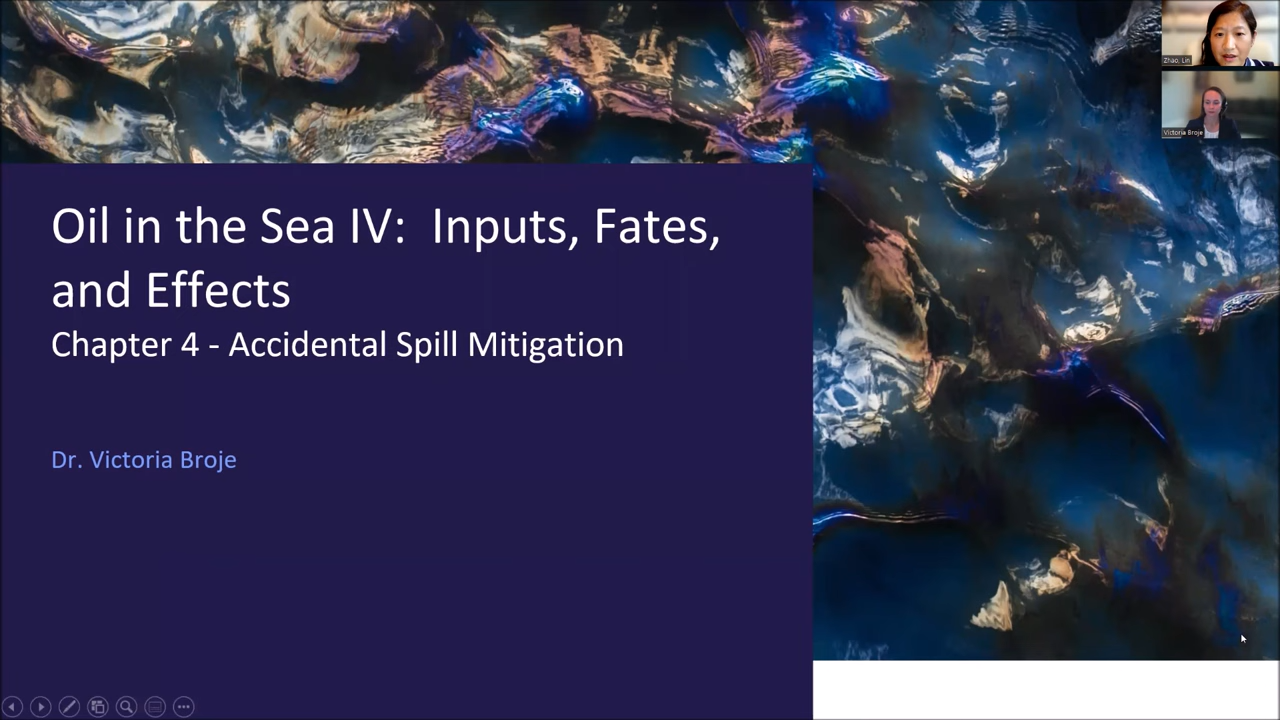 Oil in the Sea IV:  Inputs, Fates,
and Effects
Chapter 4 - Accidental Spill Mitigation
Dr. Victoria Broje
Zhao, Lin
Victoria Broje